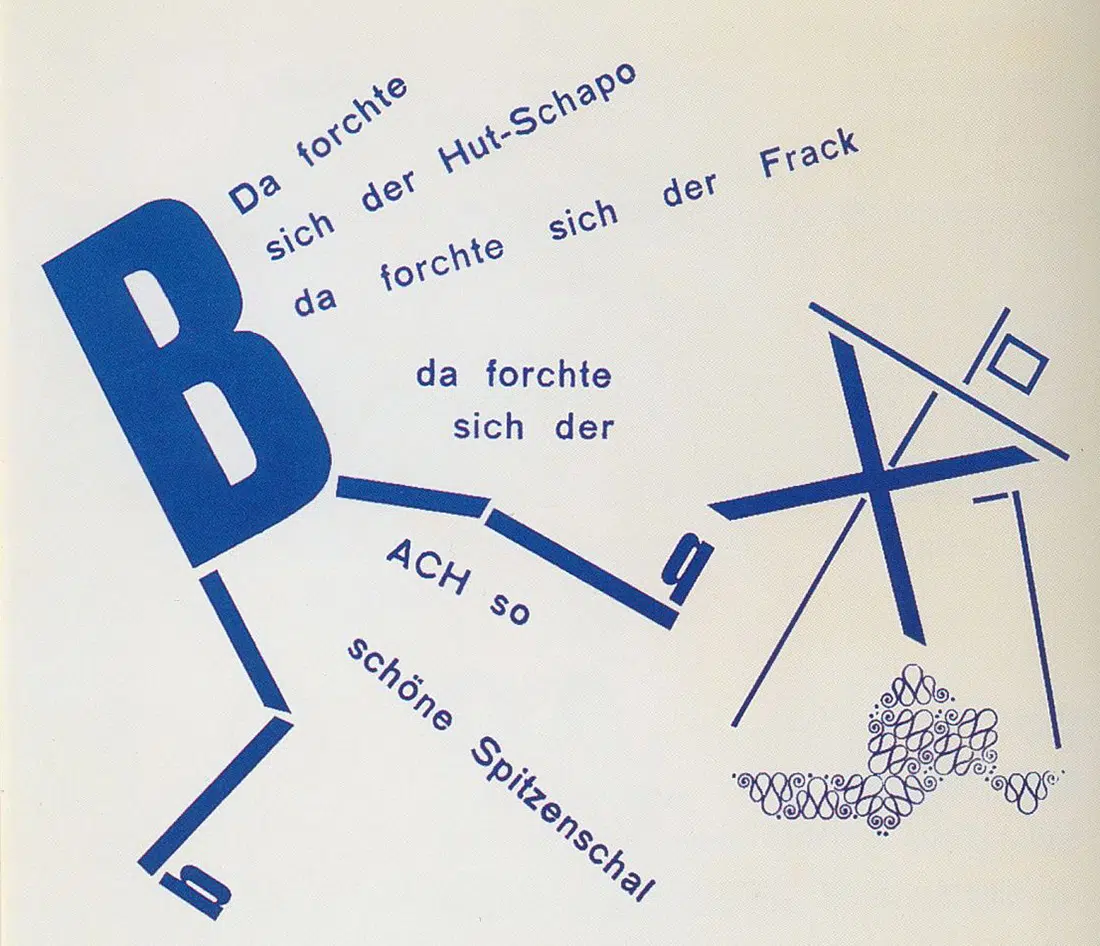 Da forchte
sich der Hut-Schapo
da forchte sich der Frack
B
da forchte
sich der
X
q
ACH so
schöne Spitzenschal
h